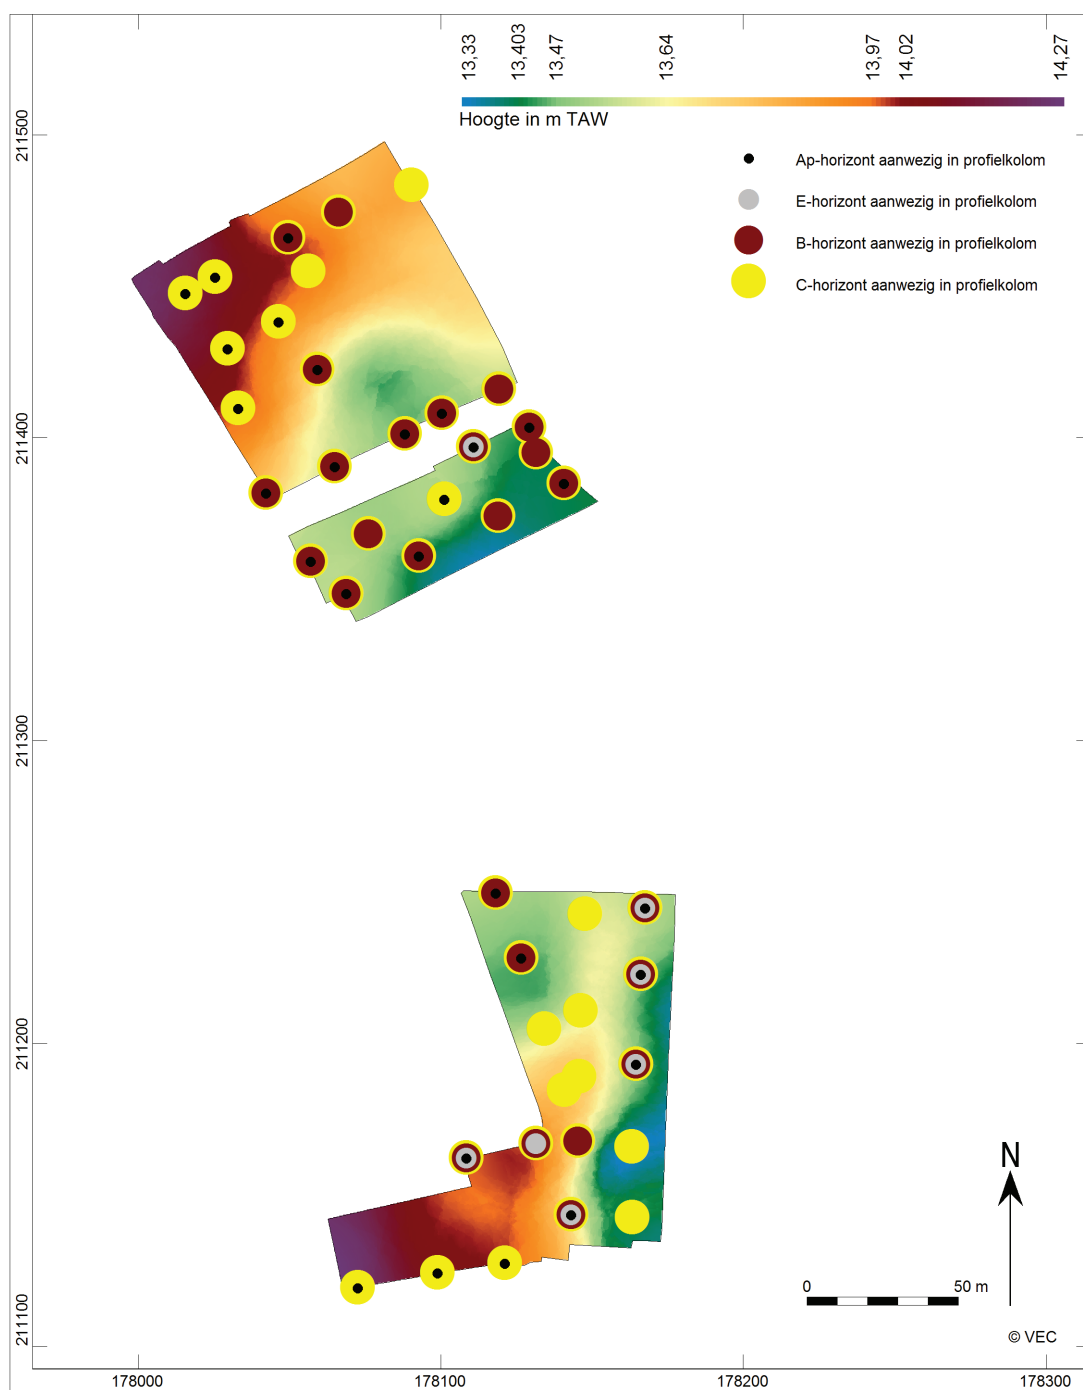 13,33
13,403
13,47
13,64
13,97
14,02
14,27
Hoogte in m TAW
Ap-horizont aanwezig in profielkolom
E-horizont aanwezig in profielkolom
B-horizont aanwezig in profielkolom
C-horizont aanwezig in profielkolom
211500
211400
211300
211200
211100
N
0 50 m
© VEC
178000 178100 178200 178300